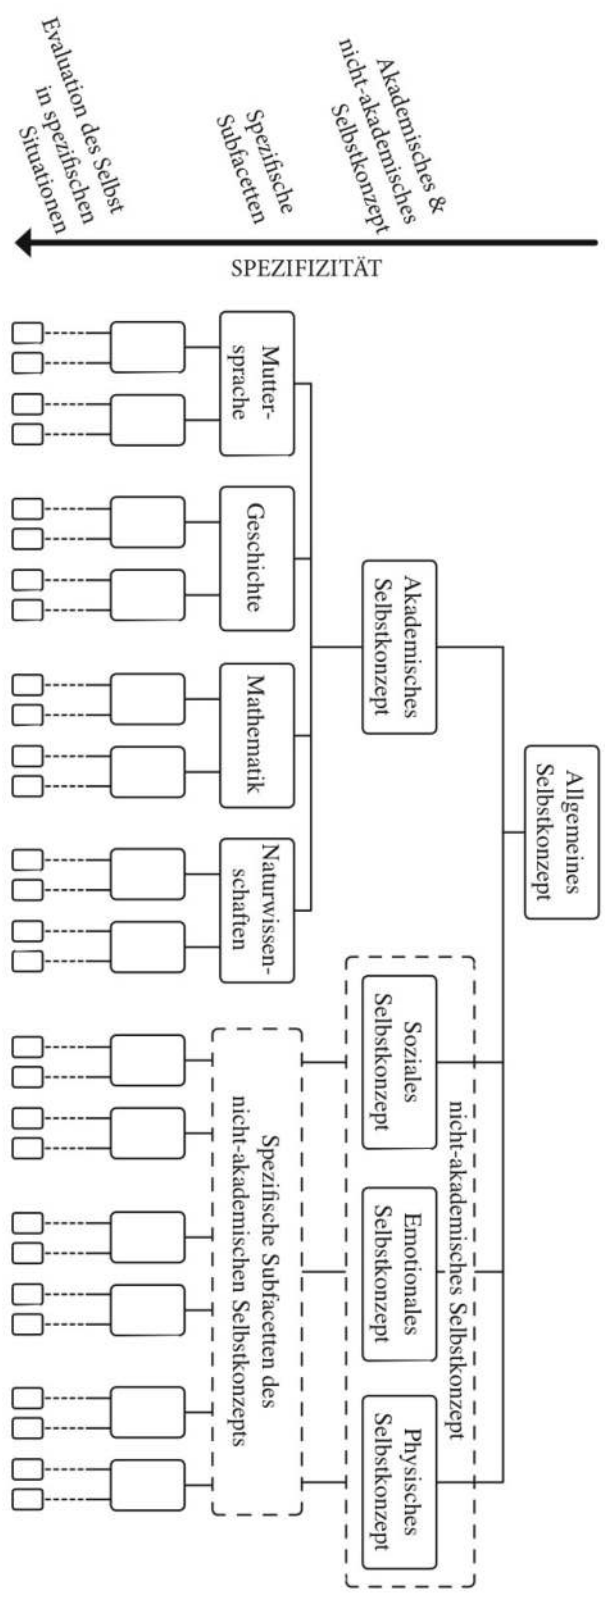 Allgemeines
Selbstkonzept
Akademisches &
nicht-akademisches
Selbstkonzept
Akademisches
Selbstkonzept
nicht-akademisches Selbstkonzept
Soziales
Selbstkonzept
Emotionales
Selbstkonzept
Physisches
Selbstkonzept
Spezifische
Subfacetten
SPEZIFIZITÄT
Mutter-
sprache
Geschichte
Mathematik
Naturwissen-
schaften
Spezifische Subfacetten des
nicht-akademischen Selbstkonzepts
Evaluation des Selbst
in spezifischen
Situationen